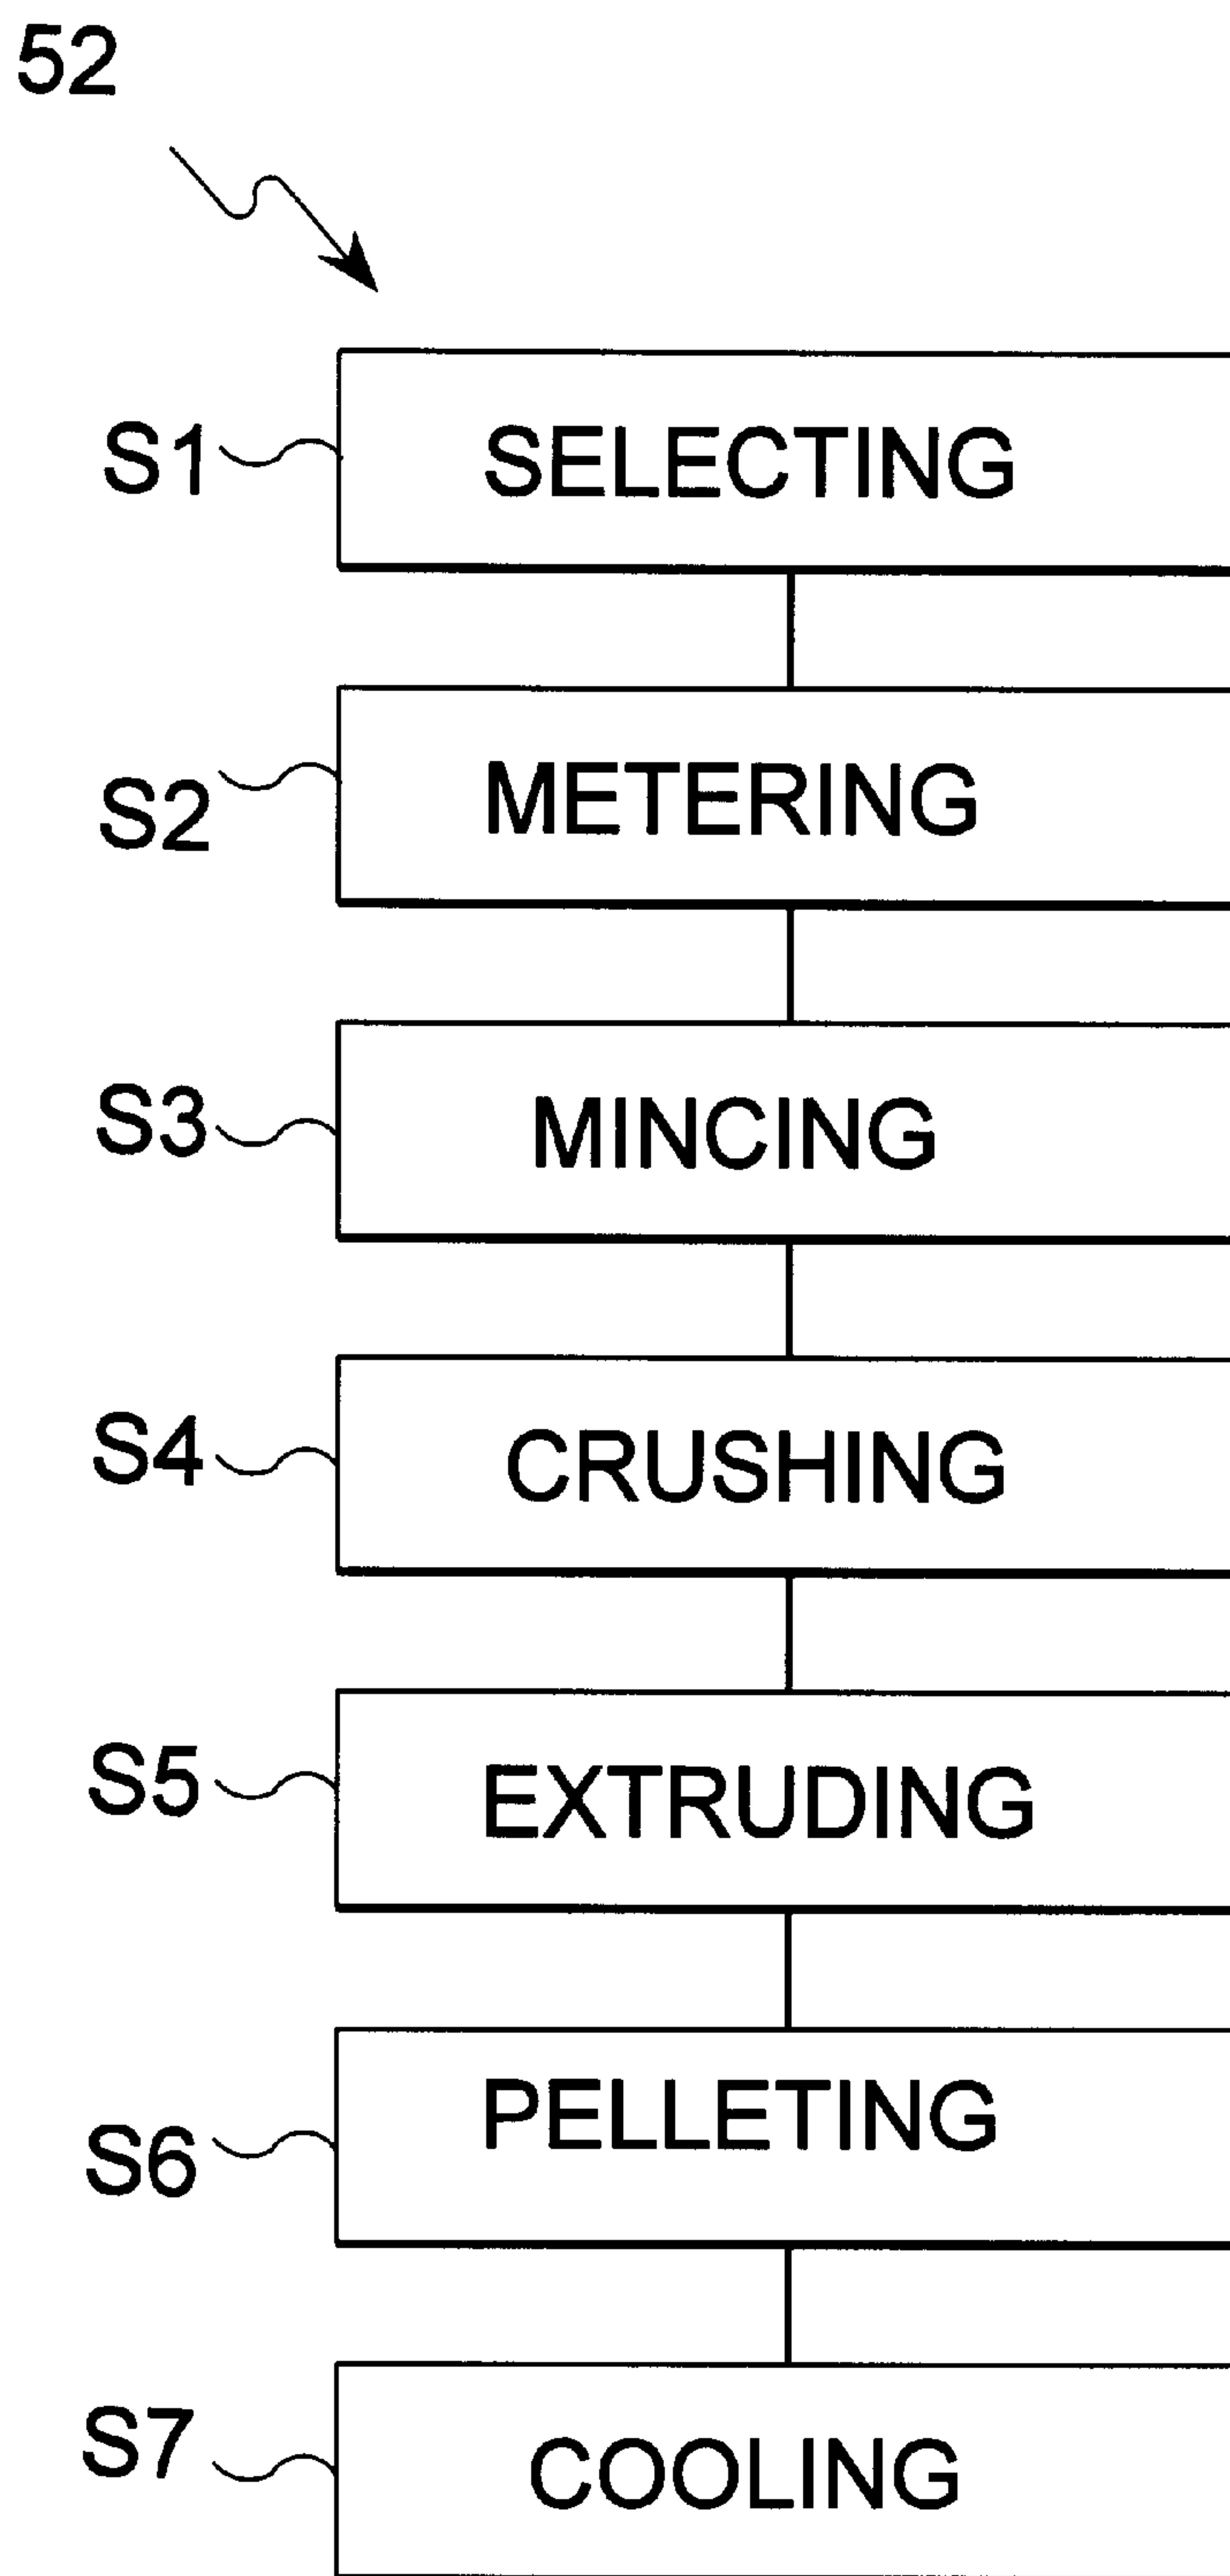 52
S1 SELECTING
S2 METERING
S3 MINCING
S4 CRUSHING
S5 EXTRUDING
S6 PELLETING
S7 COOLING